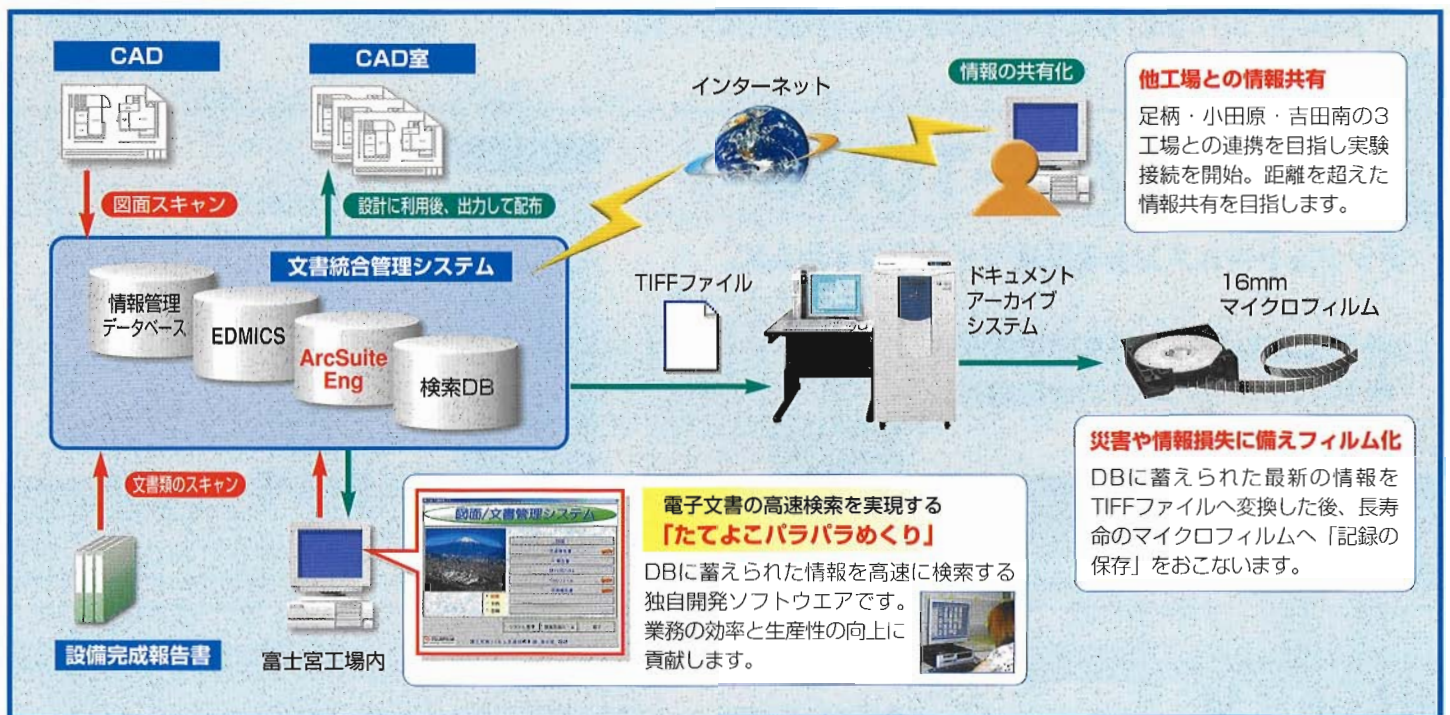 CAD
CAD室
図面スキャン
設計に利用後、出力して配布
インターネット
情報の共有化
他工場との情報共有
足柄・小田原・吉田南の3
工場との連携を目指し実験
接続を開始。距離を超えた
情報共有を目指します。
文書統合管理システム
情報管理
データベース
EDMICS
ArcSuite
Eng
検索DB
TIFFファイル
ドキュメント
アーカイブ
システム
16mm
マイクロフィルム
災害や情報損失に備えフィルム化
DBに蓄えられた最新の情報を
TIFFファイルへ変換した後、長寿
命のマイクロフィルムへ「記録の
保存」をおこないます。
文書類のスキャン
設備完成報告書
富士宮工場内
図面/文書管理システム
電子文書の高速検索を実現する
「たてよこパラパラめくり」
DBに蓄えられた情報を高速に検索する
独自開発ソフトウエアです。
業務の効率と生産性の向上に
貢献します。